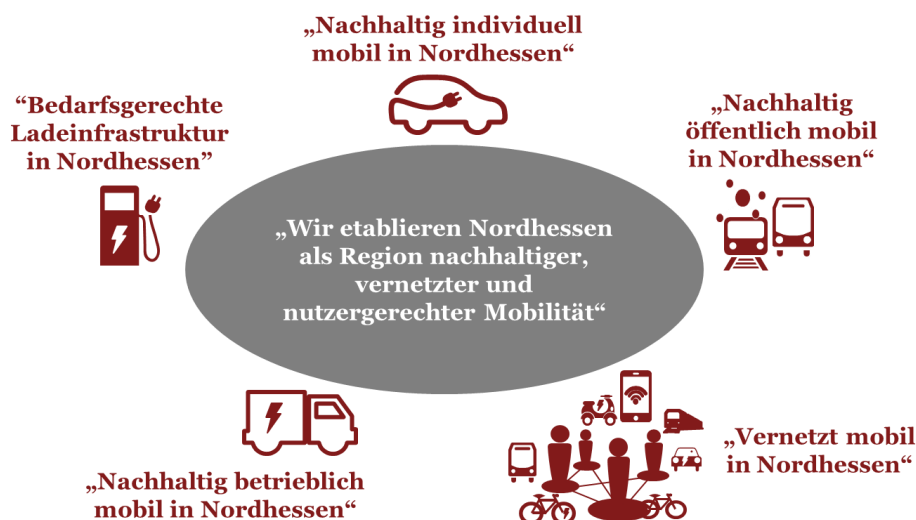 „Nachhaltig individuell
mobil in Nordhessen“
“Bedarfsgerechte
Ladeinfrastruktur
in Nordhessen”
„Nachhaltig
öffentlich mobil
in Nordhessen“
„Wir etablieren Nordhessen
als Region nachhaltiger,
vernetzter und
nutzergerechter Mobilität“
„Nachhaltig betrieblich
mobil in Nordhessen“
„Vernetzt mobil
in Nordhessen“